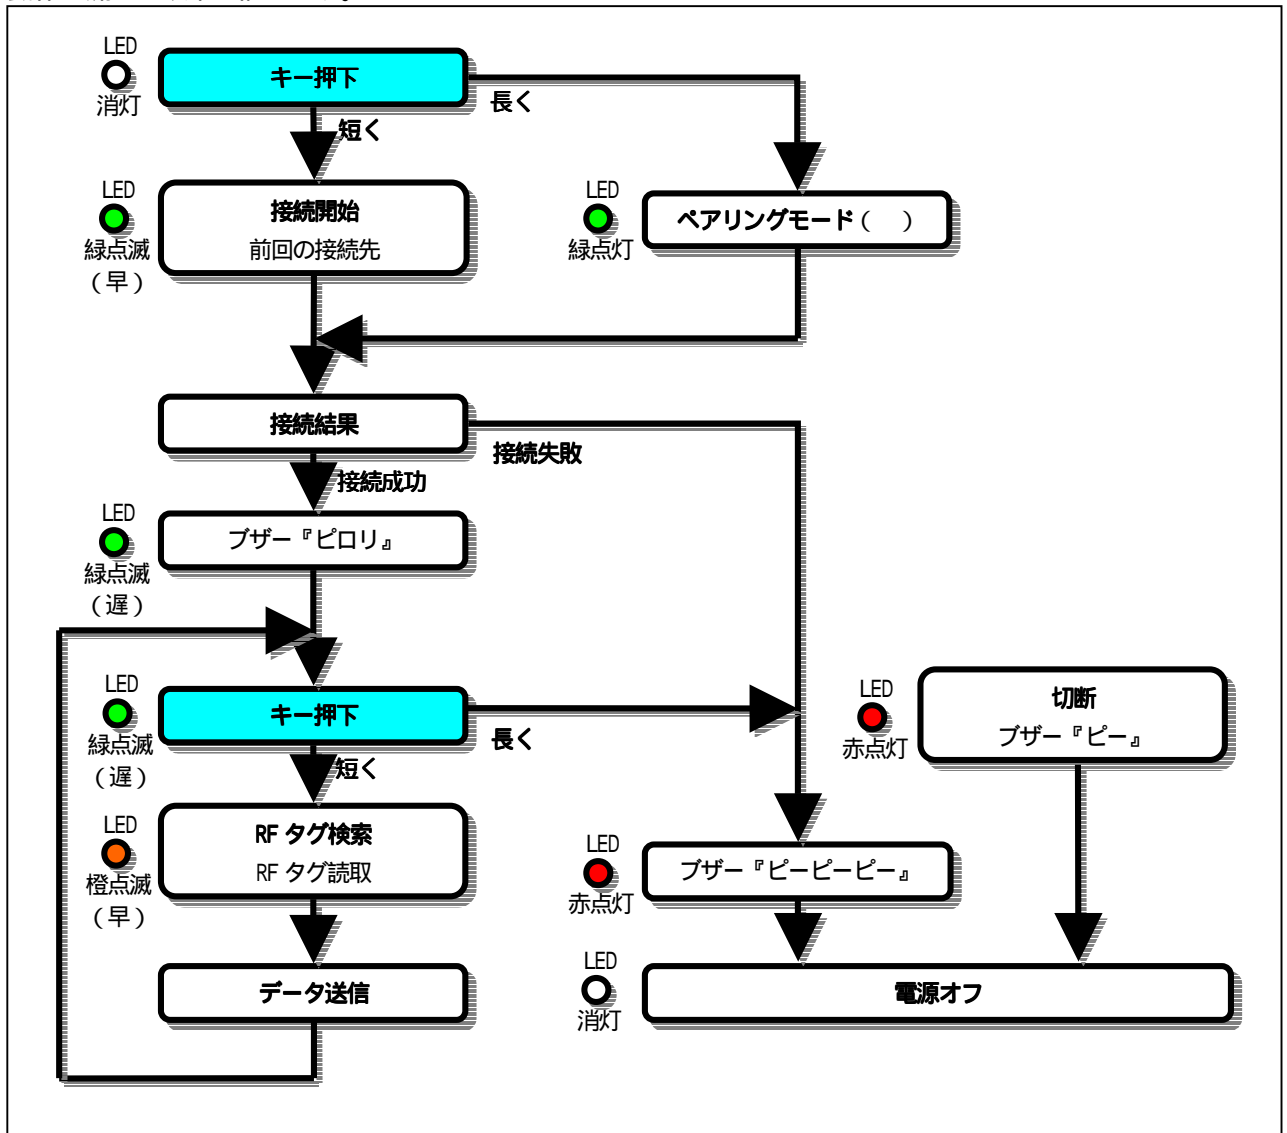 LED
キー押下
消灯
長く
短く
LED
接続開始
前回の接続先
緑点滅
(早)
LED
ペアリングモード(　)
緑点灯
接続結果
接続失敗
接続成功
LED
ブザー『ピロリ』
緑点滅
(遅)
LED
キー押下
緑点滅
(遅)
長く
短く
LED
切断
ブザー『ピー』
赤点灯
LED
RF タグ検索
RF タグ読取
橙点滅
(早)
LED
ブザー『ピーピーピー』
赤点灯
データ送信
LED
電源オフ
消灯